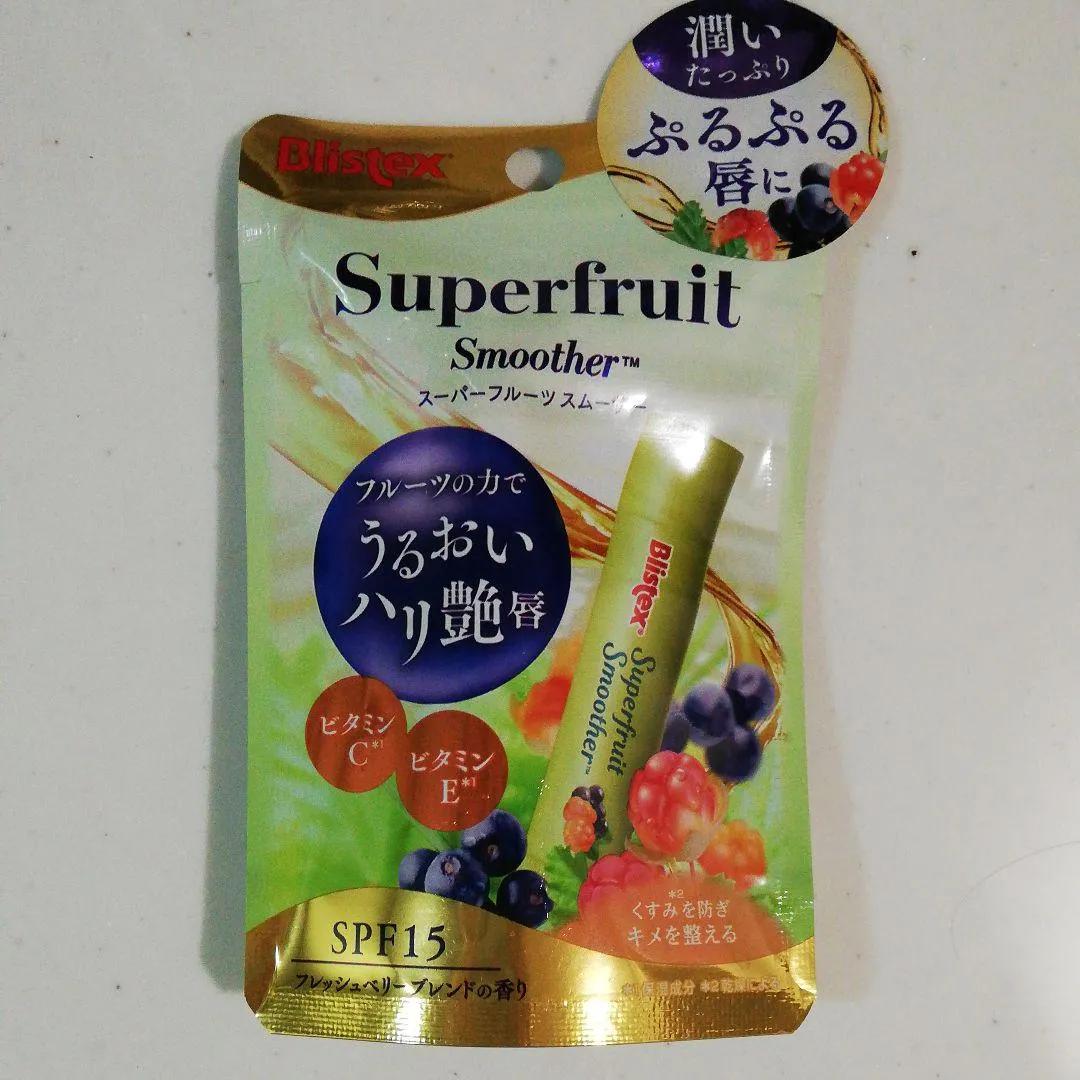 潤い
たっぷり
ぷるぷる
唇に
Blistex
Superfruit
Smoother™
スーパーフルーツ スムーザー
フルーツの力で
うるおい
ハリ艶唇
ビタミン
C*1
ビタミン
E*1
Blistex
Superfruit
Smoother™
*2
くすみを防ぎ
キメを整える
SPF15
フレッシュベリーブレンドの香り
*1 保湿成分 *2 乾燥による